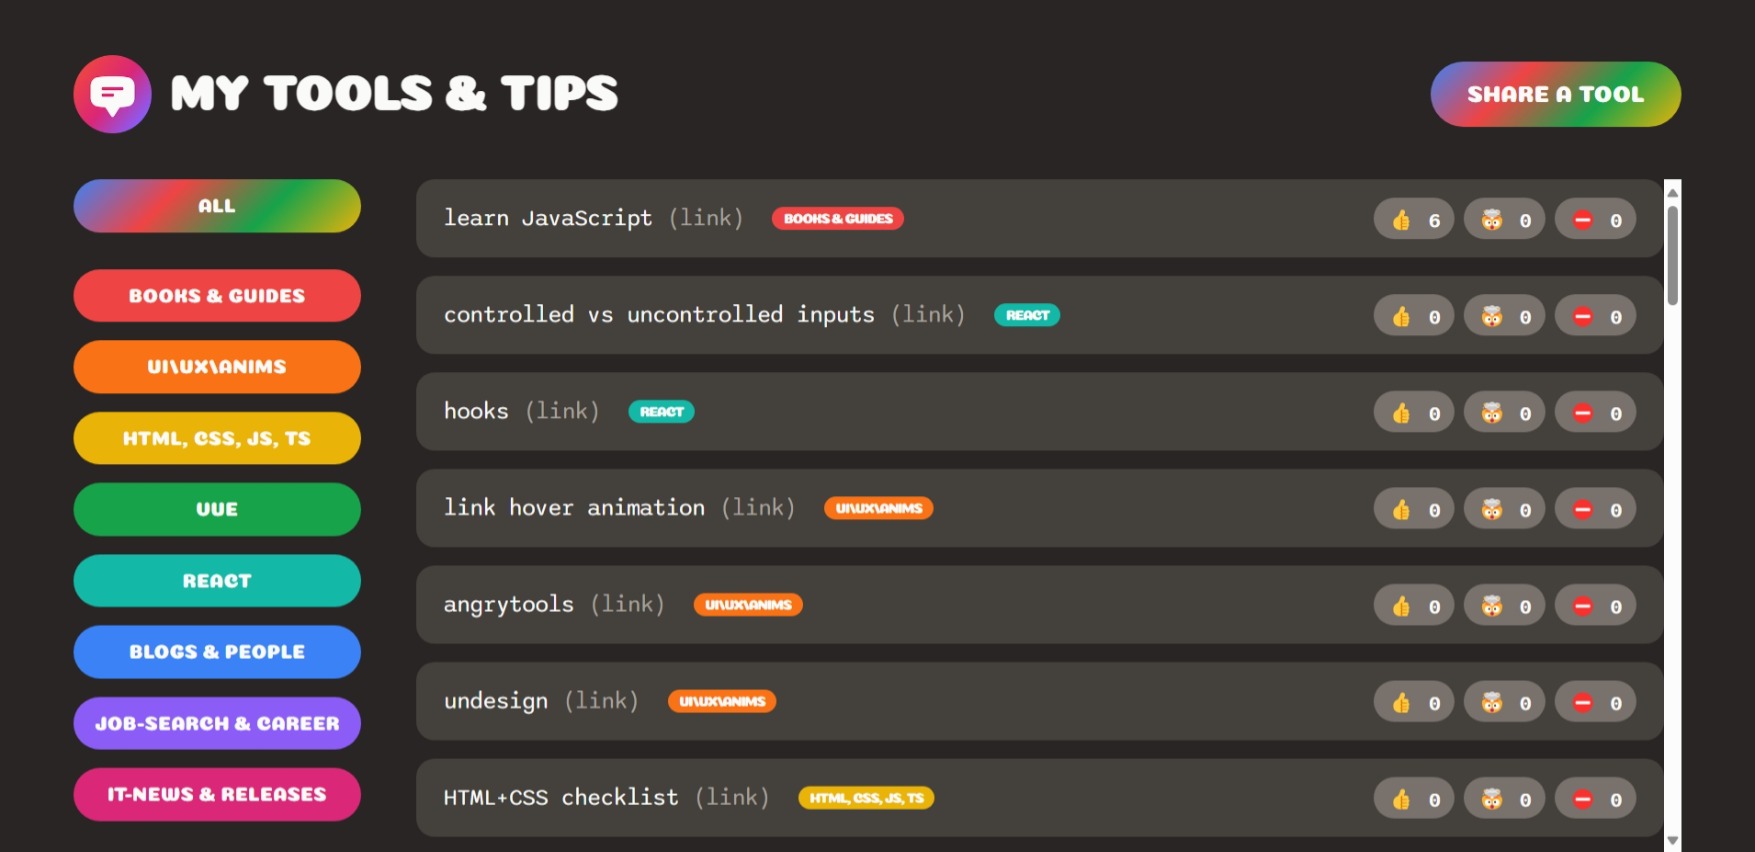 MY TOOLS & TIPS
SHARE A TOOL
ALL
BOOKS & GUIDES
UI\UX\ANIMS
HTML, CSS, JS, TS
VUE
REACT
BLOGS & PEOPLE
JOB-SEARCH & CAREER
IT-NEWS & RELEASES
learn JavaScript (link) BOOKS & GUIDES 6 0 0
controlled vs uncontrolled inputs (link) REACT 0 0 0
hooks (link) REACT 0 0 0
link hover animation (link) UI\UX\ANIMS 0 0 0
angrytools (link) UI\UX\ANIMS 0 0 0
undesign (link) UI\UX\ANIMS 0 0 0
HTML+CSS checklist (link) HTML, CSS, JS, TS 0 0 0